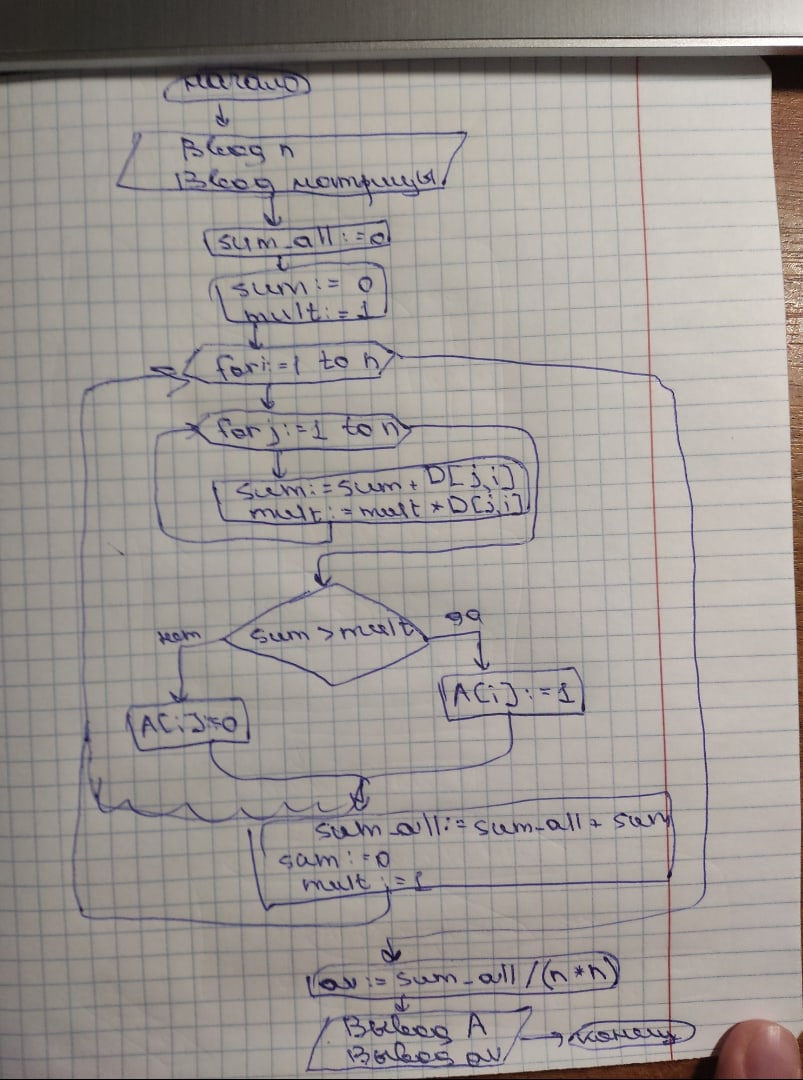 начало
Ввод n
Ввод матрицы
sum_all:=0
sum:= 0
mult:=1
for i:=1 to n
for j:=1 to n
sum:=sum+D[j,i]
mult:=mult*D[j,i]
sum>mult
нет
да
A[i]:=1
A[i]:=0
sum_all:=sum_all+sum
sum:=0
mult:=1
av:=sum_all/(n*n)
Вывод A
Вывод av
конец